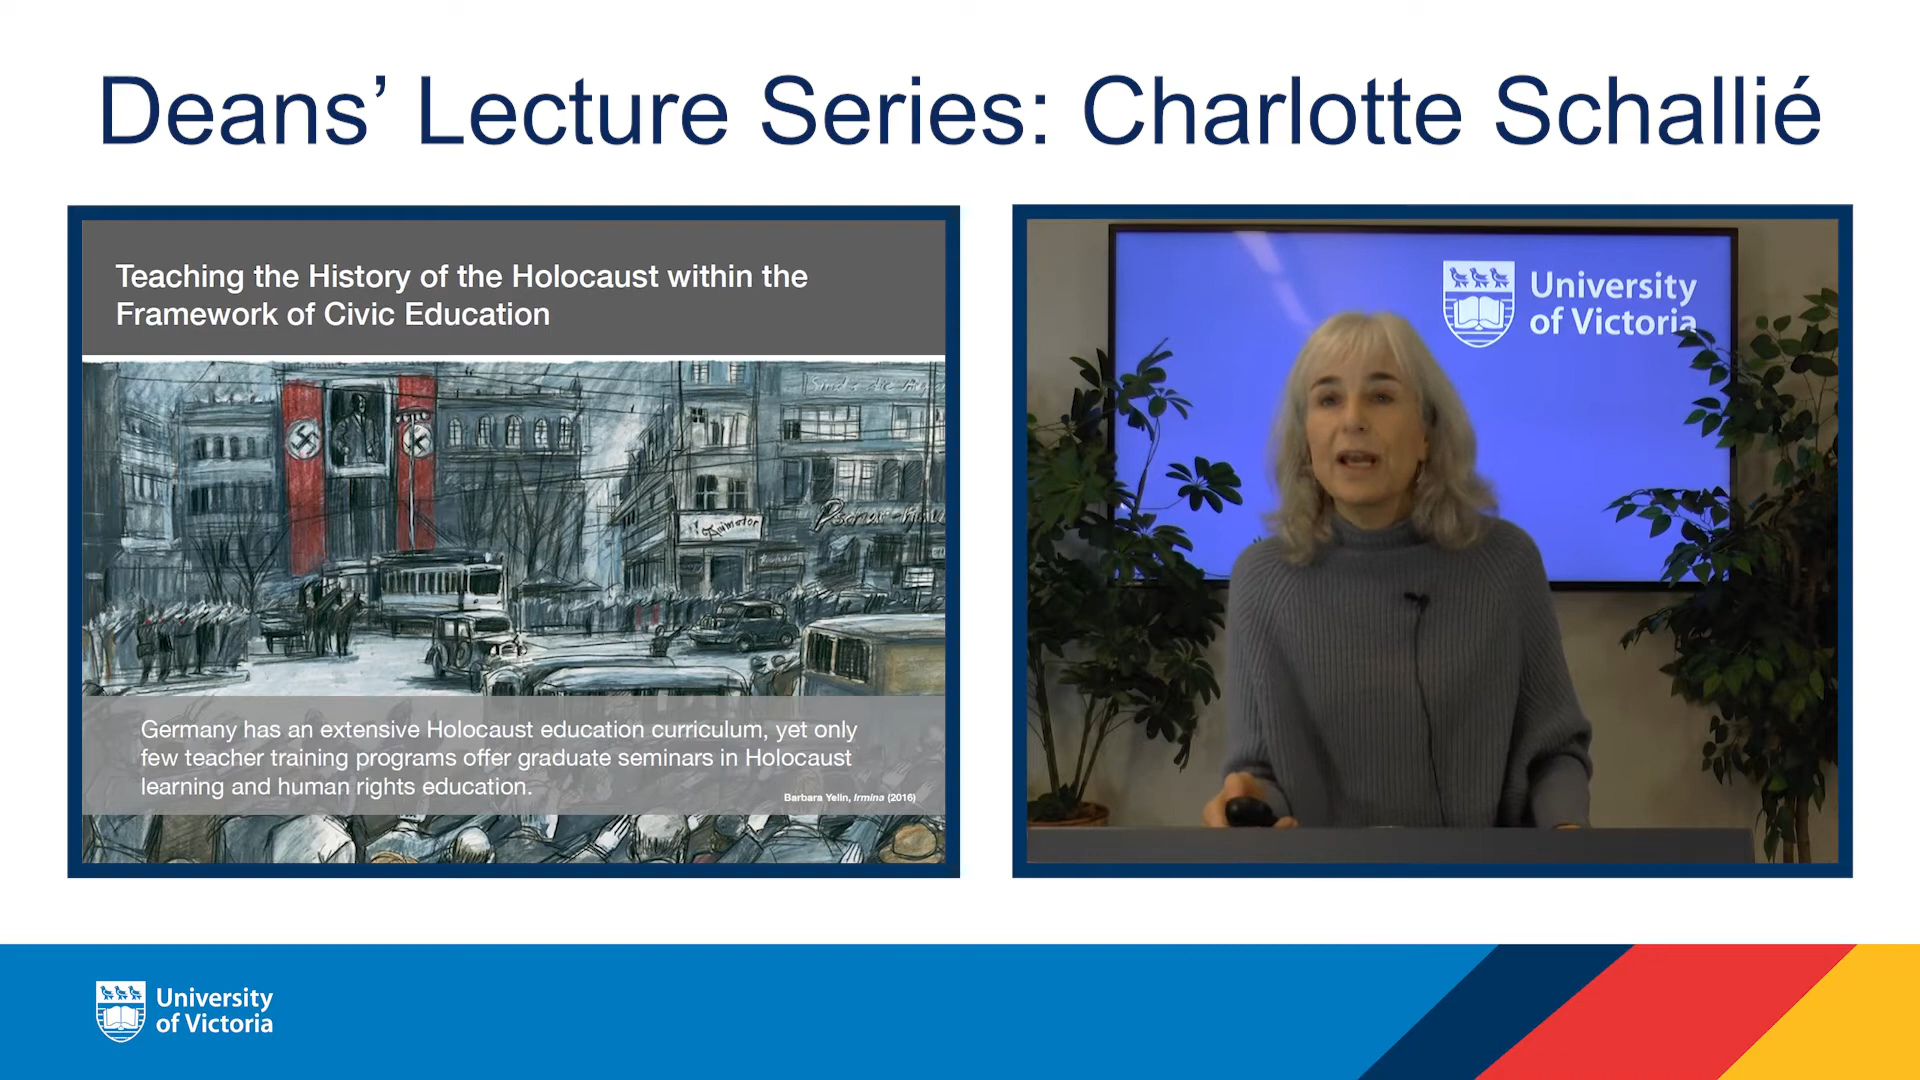 Deans’ Lecture Series: Charlotte Schallié
Teaching the History of the Holocaust within the
Framework of Civic Education
Germany has an extensive Holocaust education curriculum, yet only
few teacher training programs offer graduate seminars in Holocaust
learning and human rights education.
Barbara Yelin, Irmina (2016)
University
of Victoria
University
of Victoria